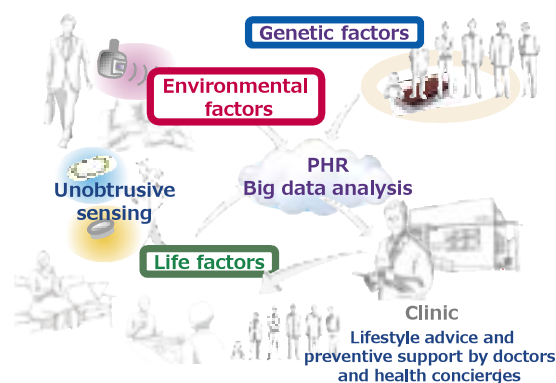 Genetic factors
Environmental
factors
PHR
Big data analysis
Unobtrusive
sensing
Life factors
Clinic
Lifestyle advice and
preventive support by doctors
and health concierges